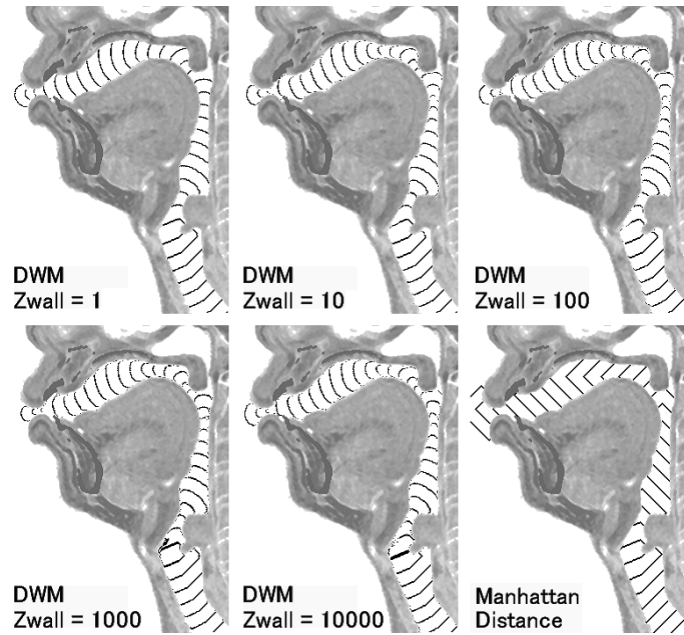 DWM
Zwall = 1
DWM
Zwall = 10
DWM
Zwall = 100
DWM
Zwall = 1000
DWM
Zwall = 10000
Manhattan
Distance